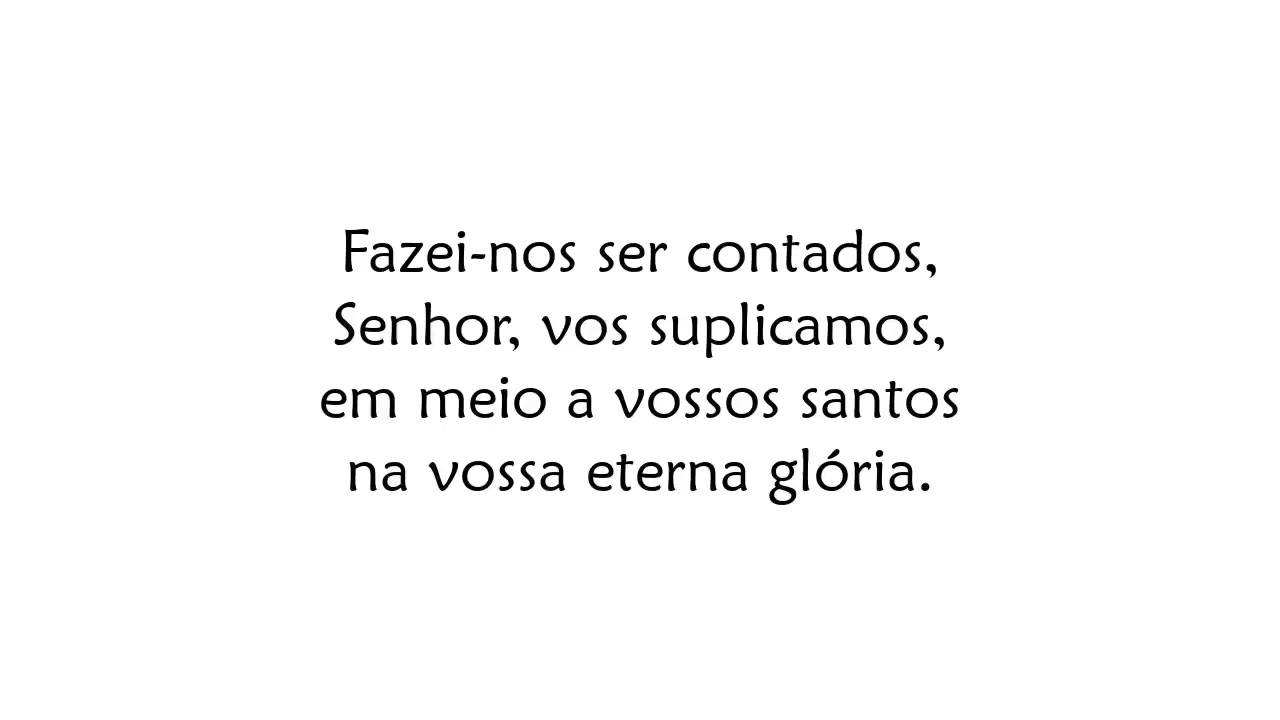 Fazei-nos ser contados,
Senhor, vos suplicamos,
em meio a vossos santos
na vossa eterna glória.